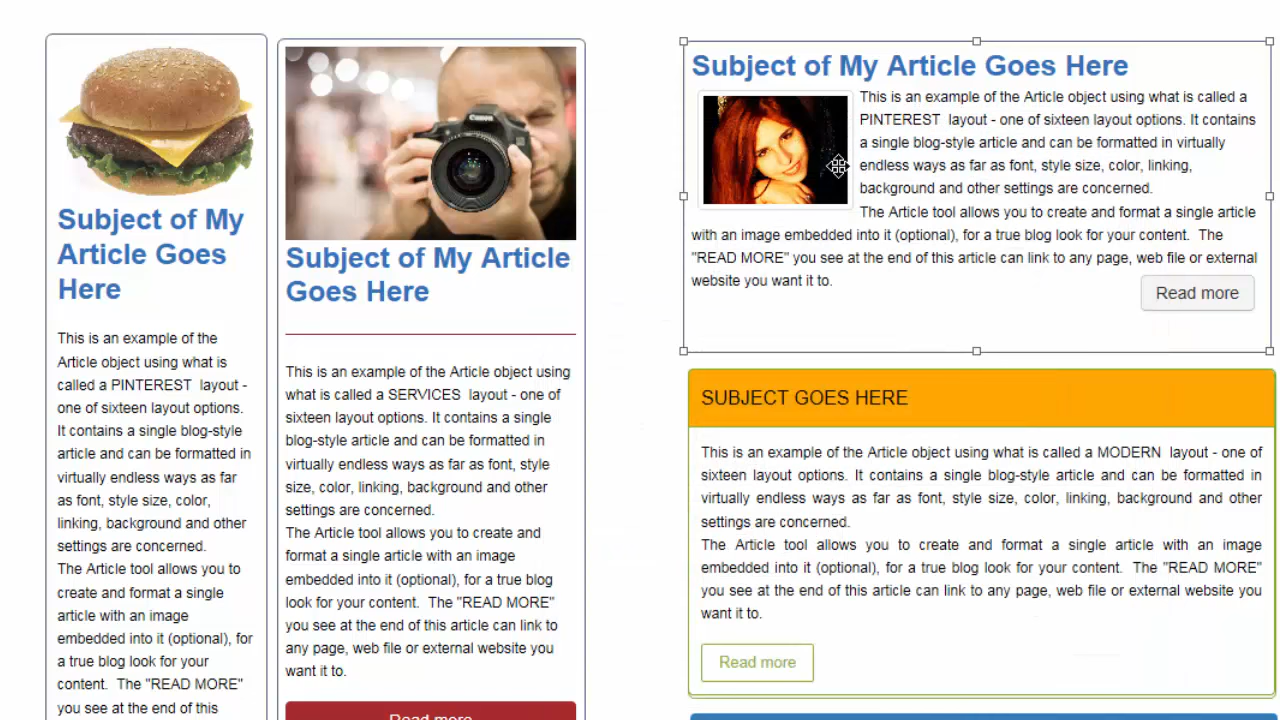 Subject of My
Article Goes
Here
This is an example of the
Article object using what is
called a PINTEREST layout -
one of sixteen layout options.
It contains a single blog-style
article and can be formatted in
virtually endless ways as far
as font, style size, color,
linking, background and other
settings are concerned.
The Article tool allows you to
create and format a single
article with an image
embedded into it (optional), for
a true blog look for your
content. The "READ MORE"
you see at the end of this
Canon
Subject of My Article
Goes Here
This is an example of the Article object using
what is called a SERVICES layout - one of
sixteen layout options. It contains a single
blog-style article and can be formatted in
virtually endless ways as far as font, style
size, color, linking, background and other
settings are concerned.
The Article tool allows you to create and
format a single article with an image
embedded into it (optional), for a true blog
look for your content. The "READ MORE"
you see at the end of this article can link to
any page, web file or external website you
want it to.
Read more
Subject of My Article Goes Here
This is an example of the Article object using what is called a
PINTEREST layout - one of sixteen layout options. It contains
a single blog-style article and can be formatted in virtually
endless ways as far as font, style size, color, linking,
background and other settings are concerned.
The Article tool allows you to create and format a single article
with an image embedded into it (optional), for a true blog look for your content. The
"READ MORE" you see at the end of this article can link to any page, web file or external
website you want it to.
Read more
SUBJECT GOES HERE
This is an example of the Article object using what is called a MODERN layout - one of
sixteen layout options. It contains a single blog-style article and can be formatted in
virtually endless ways as far as font, style size, color, linking, background and other
settings are concerned.
The Article tool allows you to create and format a single article with an image
embedded into it (optional), for a true blog look for your content. The "READ MORE"
you see at the end of this article can link to any page, web file or external website you
want it to.
Read more